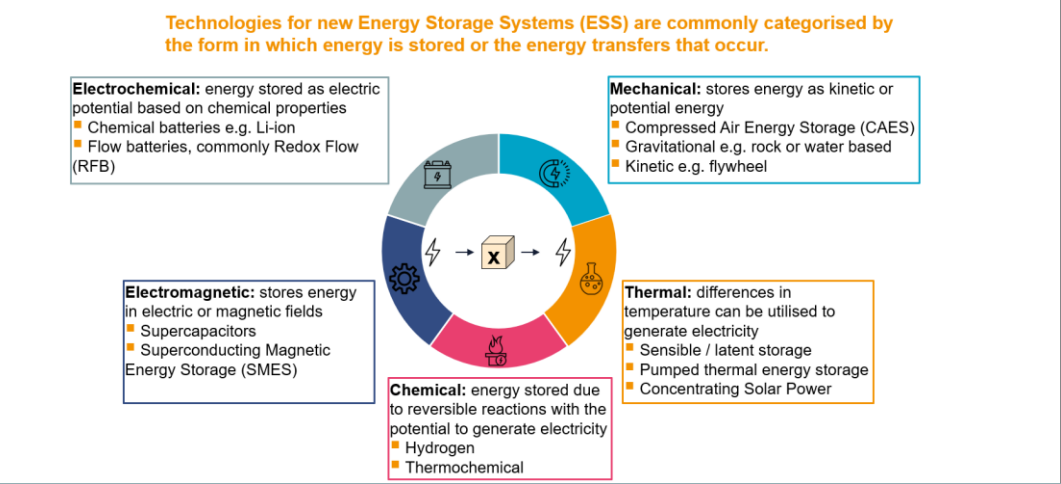 Technologies for new Energy Storage Systems (ESS) are commonly categorised by
the form in which energy is stored or the energy transfers that occur.
Electrochemical: energy stored as electric
potential based on chemical properties
Chemical batteries e.g. Li-ion
Flow batteries, commonly Redox Flow
(RFB)
Mechanical: stores energy as kinetic or
potential energy
Compressed Air Energy Storage (CAES)
Gravitational e.g. rock or water based
Kinetic e.g. flywheel
X
Electromagnetic: stores energy
in electric or magnetic fields
Supercapacitors
Superconducting Magnetic
Energy Storage (SMES)
Thermal: differences in
temperature can be utilised to
generate electricity
Sensible / latent storage
Pumped thermal energy storage
Concentrating Solar Power
Chemical: energy stored due
to reversible reactions with the
potential to generate electricity
Hydrogen
Thermochemical